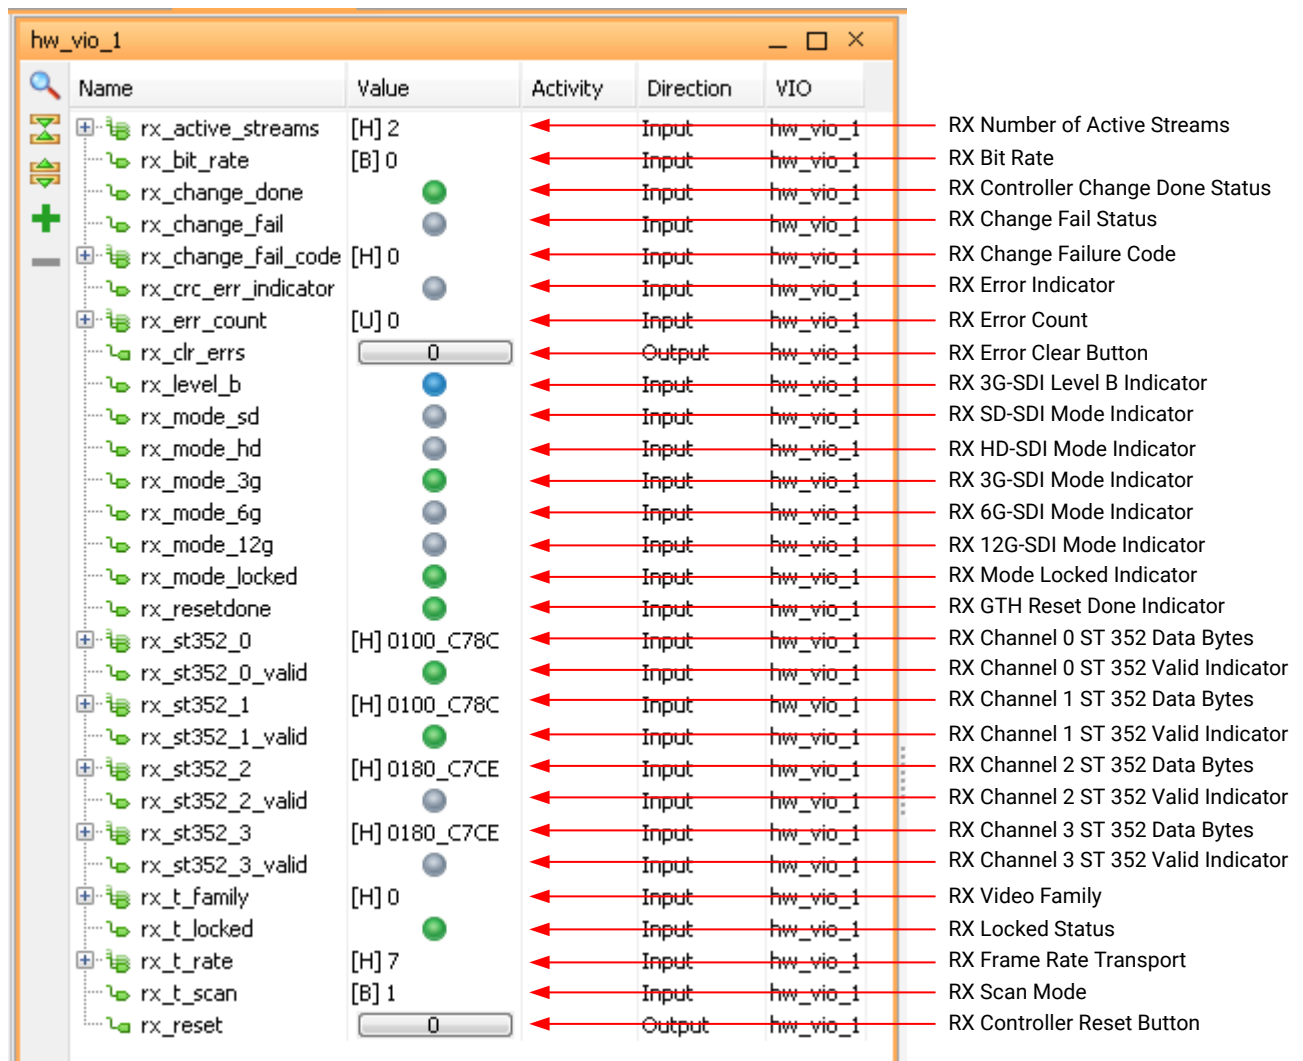 hw_vio_1
Name Value Activity Direction VIO
rx_active_streams [H] 2 Input hw_vio_1 RX Number of Active Streams
rx_bit_rate [B] 0 Input hw_vio_1 RX Bit Rate
rx_change_done Input hw_vio_1 RX Controller Change Done Status
rx_change_fail Input hw_vio_1 RX Change Fail Status
rx_change_fail_code [H] 0 Input hw_vio_1 RX Change Failure Code
rx_crc_err_indicator Input hw_vio_1 RX Error Indicator
rx_err_count [U] 0 Input hw_vio_1 RX Error Count
rx_clr_errs 0 Output hw_vio_1 RX Error Clear Button
rx_level_b Input hw_vio_1 RX 3G-SDI Level B Indicator
rx_mode_sd Input hw_vio_1 RX SD-SDI Mode Indicator
rx_mode_hd Input hw_vio_1 RX HD-SDI Mode Indicator
rx_mode_3g Input hw_vio_1 RX 3G-SDI Mode Indicator
rx_mode_6g Input hw_vio_1 RX 6G-SDI Mode Indicator
rx_mode_12g Input hw_vio_1 RX 12G-SDI Mode Indicator
rx_mode_locked Input hw_vio_1 RX Mode Locked Indicator
rx_resetdone Input hw_vio_1 RX GTH Reset Done Indicator
rx_st352_0 [H] 0100_C78C Input hw_vio_1 RX Channel 0 ST 352 Data Bytes
rx_st352_0_valid Input hw_vio_1 RX Channel 0 ST 352 Valid Indicator
rx_st352_1 [H] 0100_C78C Input hw_vio_1 RX Channel 1 ST 352 Data Bytes
rx_st352_1_valid Input hw_vio_1 RX Channel 1 ST 352 Valid Indicator
rx_st352_2 [H] 0180_C7CE Input hw_vio_1 RX Channel 2 ST 352 Data Bytes
rx_st352_2_valid Input hw_vio_1 RX Channel 2 ST 352 Valid Indicator
rx_st352_3 [H] 0180_C7CE Input hw_vio_1 RX Channel 3 ST 352 Data Bytes
rx_st352_3_valid Input hw_vio_1 RX Channel 3 ST 352 Valid Indicator
rx_t_family [H] 0 Input hw_vio_1 RX Video Family
rx_t_locked Input hw_vio_1 RX Locked Status
rx_t_rate [H] 7 Input hw_vio_1 RX Frame Rate Transport
rx_t_scan [B] 1 Input hw_vio_1 RX Scan Mode
rx_reset 0 Output hw_vio_1 RX Controller Reset Button